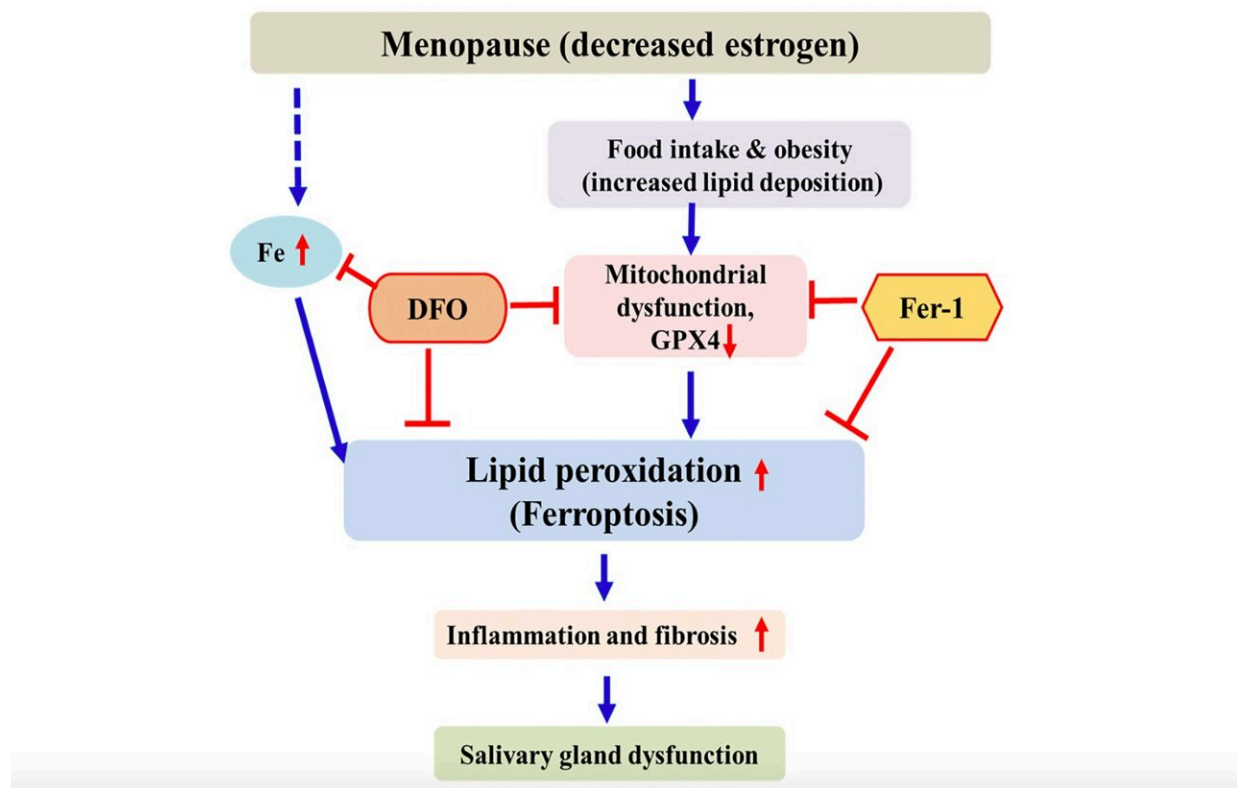 Menopause (decreased estrogen)
Food intake & obesity
(increased lipid deposition)
Fe
DFO
Mitochondrial
dysfunction,
GPX4
Fer-1
Lipid peroxidation
(Ferroptosis)
Inflammation and fibrosis
Salivary gland dysfunction